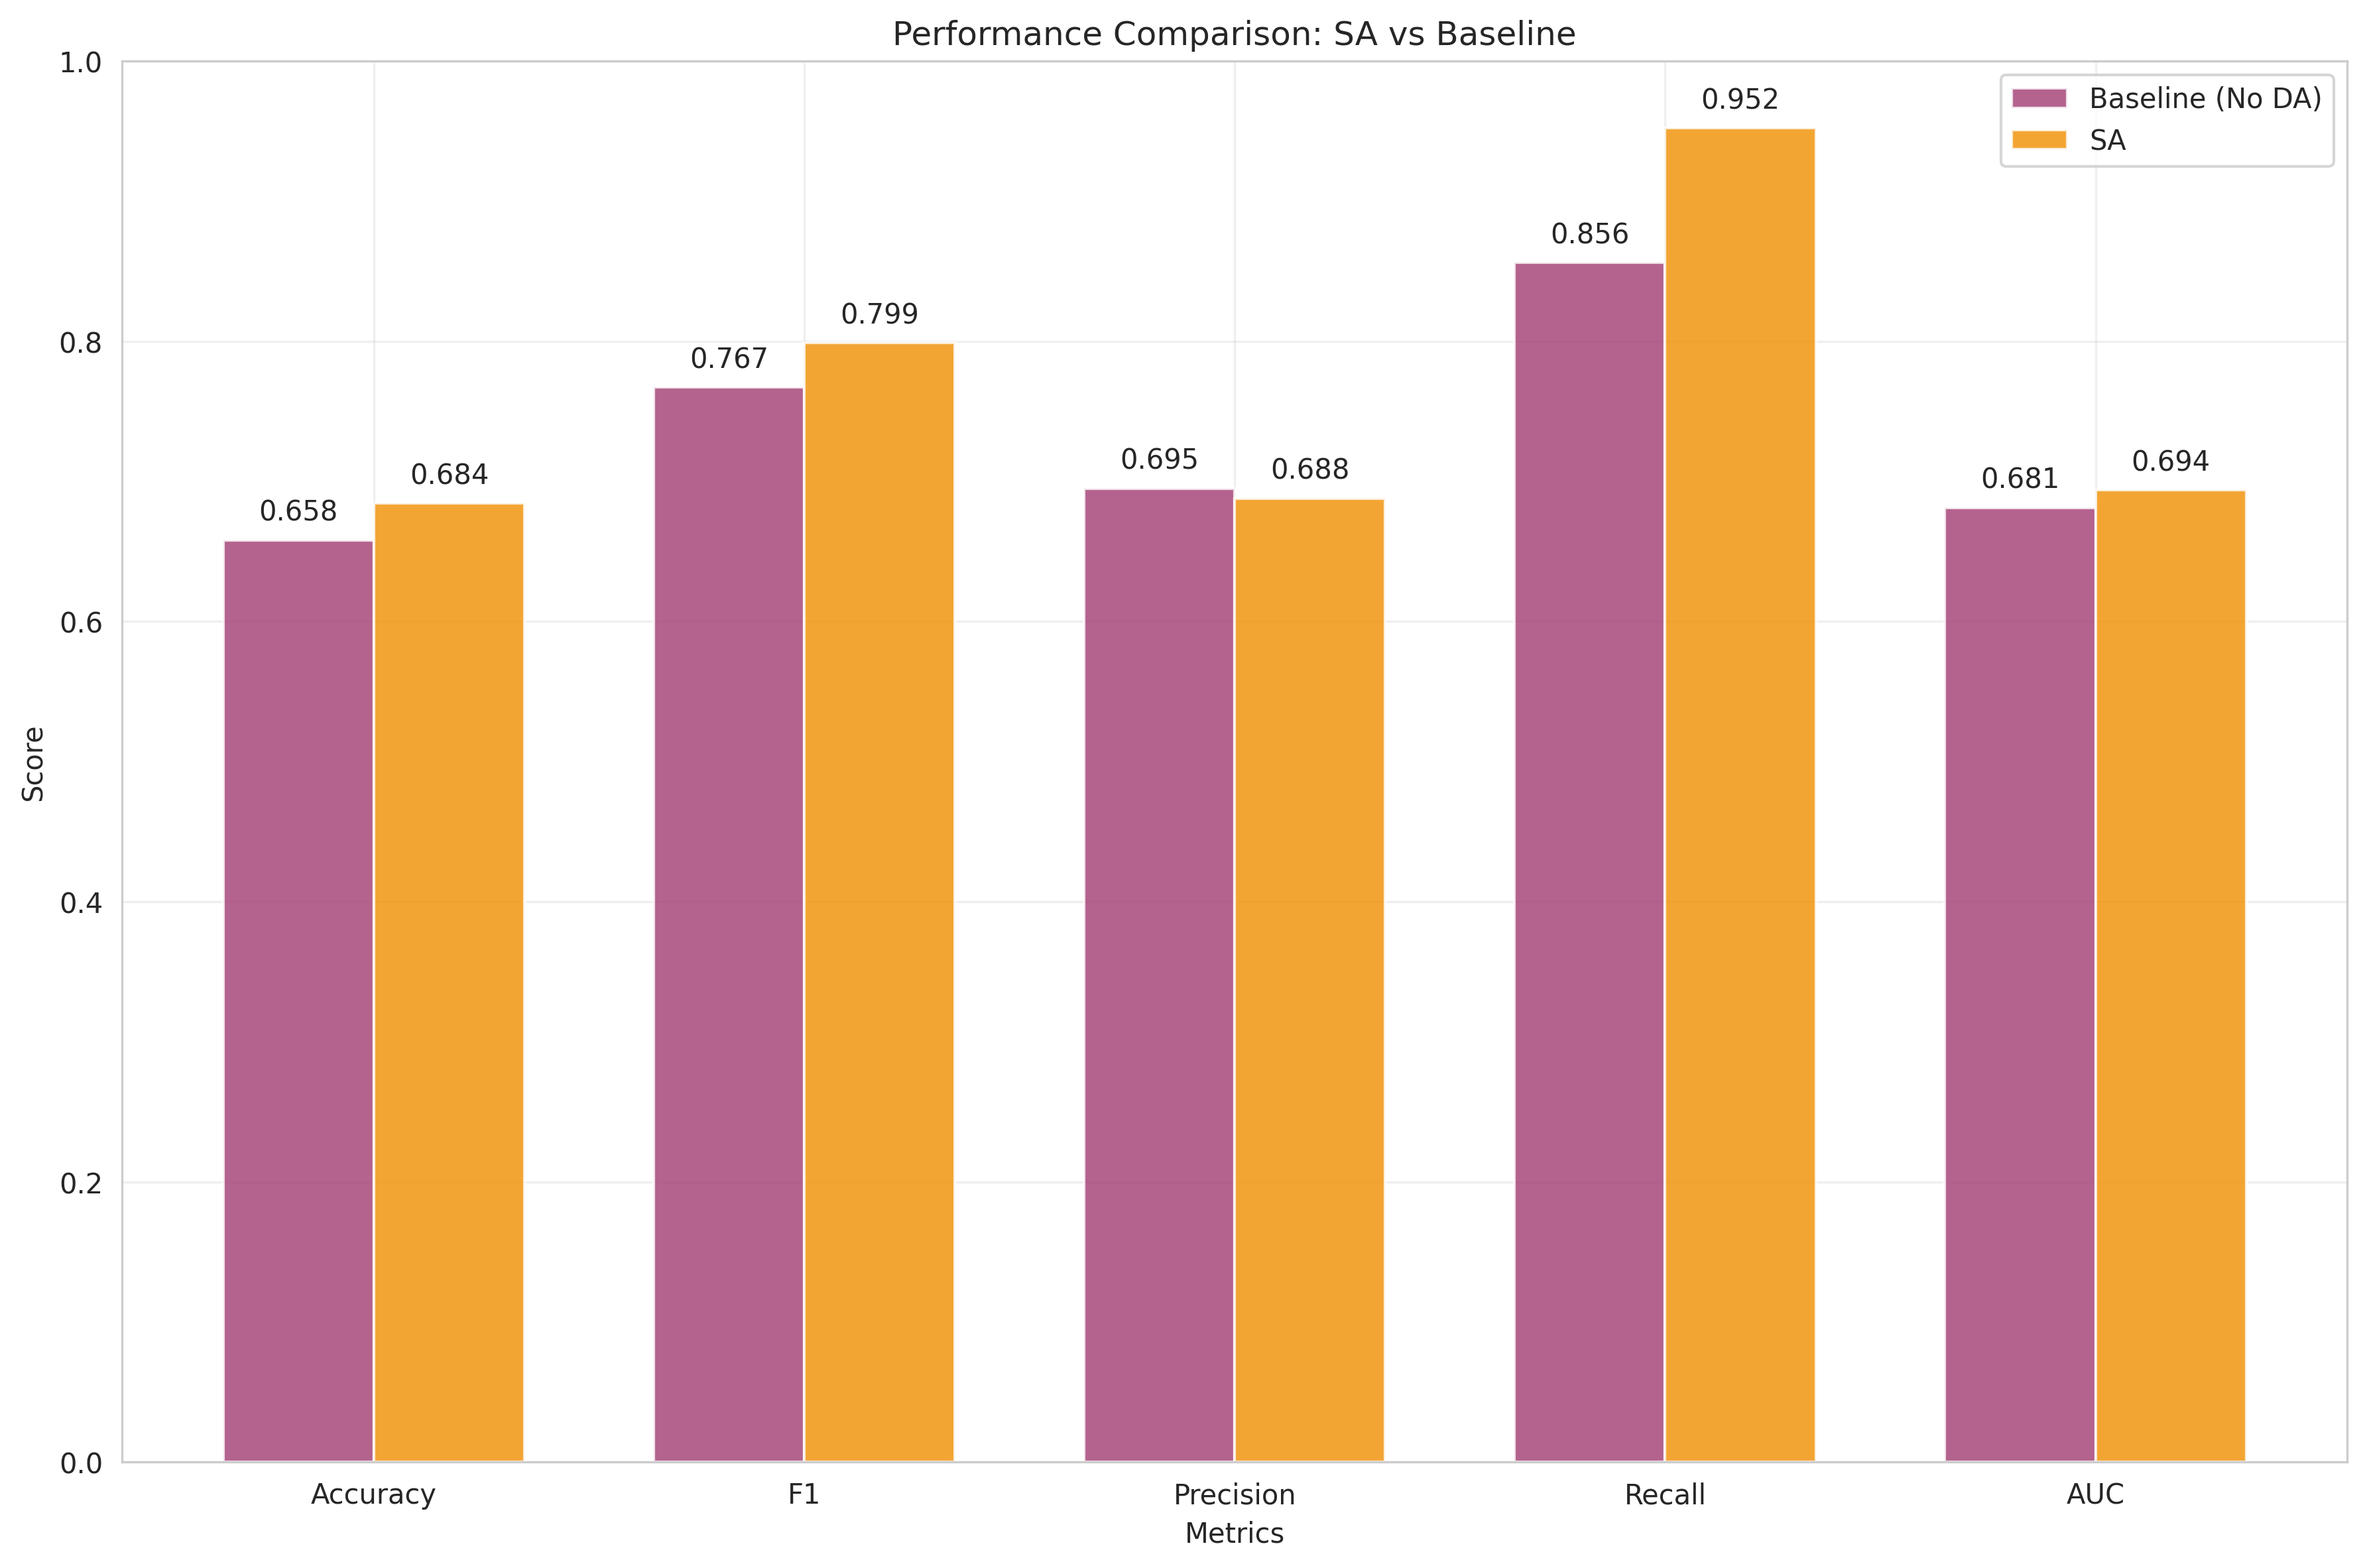 Performance Comparison: SA vs Baseline
Baseline (No DA)
SA
Score
1.0
0.8
0.6
0.4
0.2
0.0
0.658
0.684
0.767
0.799
0.695
0.688
0.856
0.952
0.681
0.694
Accuracy
F1
Precision
Recall
AUC
Metrics